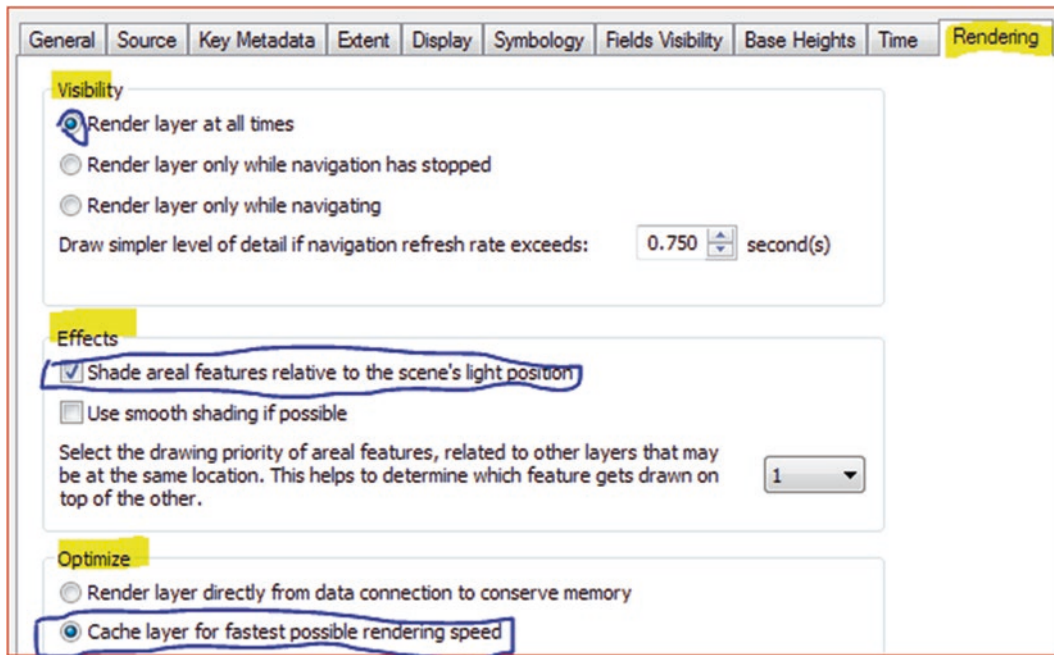 General Source Key Metadata Extent Display Symbology Fields Visibility Base Heights Time Rendering
Visibility
Render layer at all times
Render layer only while navigation has stopped
Render layer only while navigating
Draw simpler level of detail if navigation refresh rate exceeds: 0.750 second(s)
Effects
Shade areal features relative to the scene's light position
Use smooth shading if possible
Select the drawing priority of areal features, related to other layers that may
be at the same location. This helps to determine which feature gets drawn on 1
top of the other.
Optimize
Render layer directly from data connection to conserve memory
Cache layer for fastest possible rendering speed